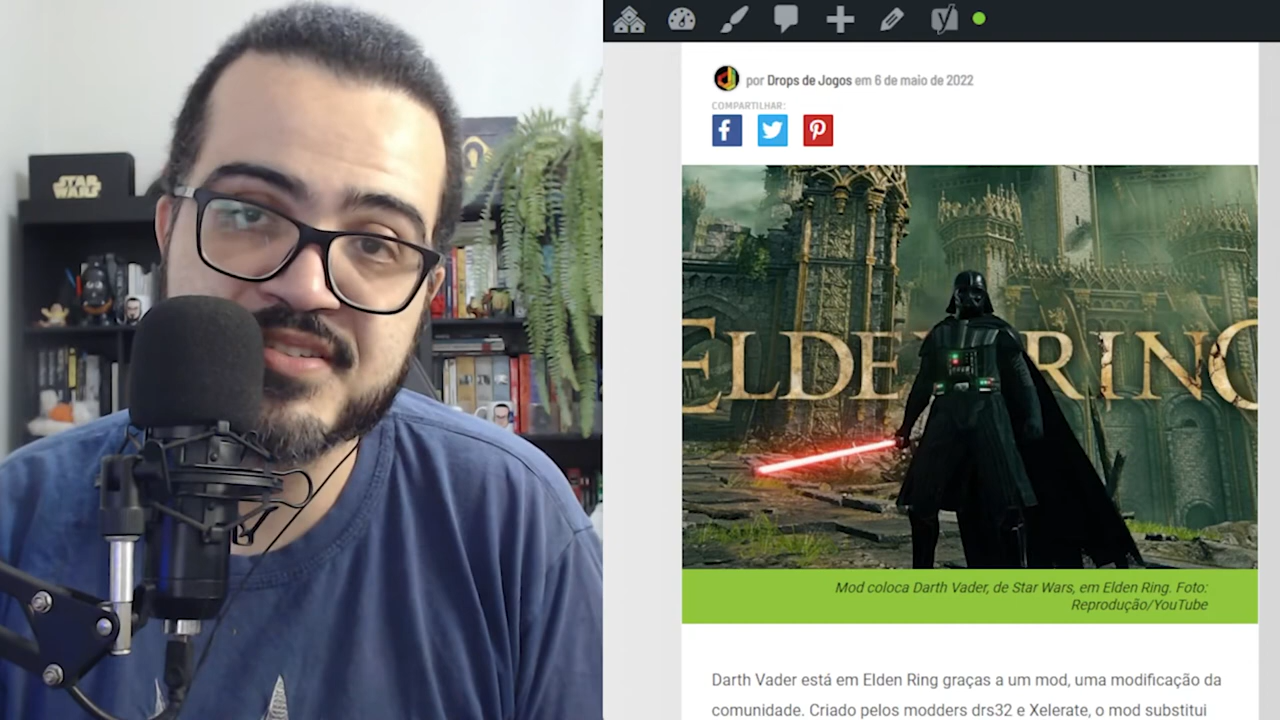 STAR
WARS
por Drops de Jogos em 6 de maio de 2022
COMPARTILHAR:
ELDEN RING
Mod coloca Darth Vader, de Star Wars, em Elden Ring. Foto:
Reprodução/YouTube
Darth Vader está em Elden Ring graças a um mod, uma modificação da
comunidade. Criado pelos modders drs32 e Xelerate, o mod substitui